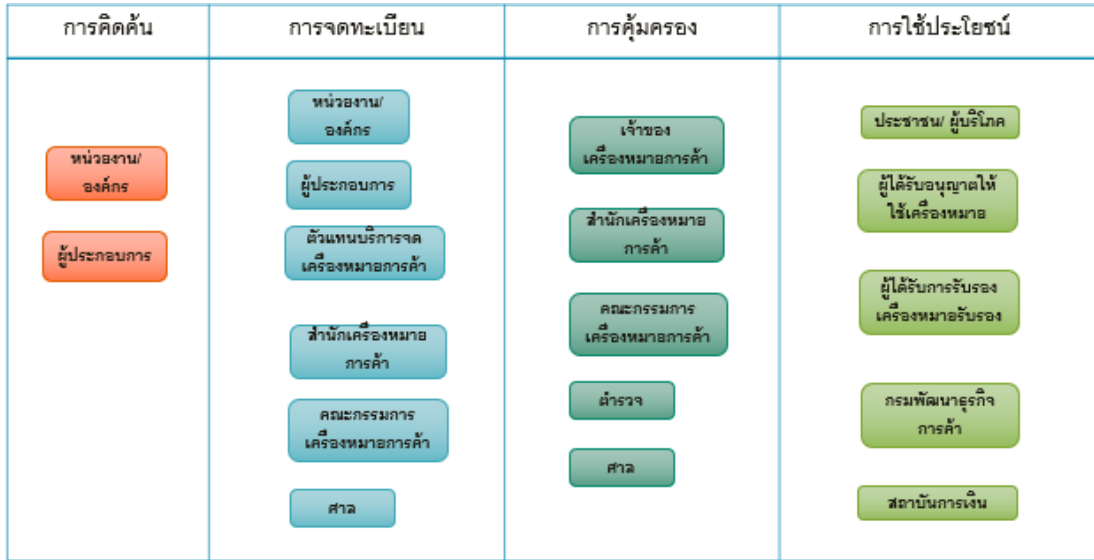 การคิดค้น
การจดทะเบียน
การคุ้มครอง
การใช้ประโยชน์
หน่วยงาน/
องค์กร
ผู้ประกอบการ
หน่วยงาน/
องค์กร
ผู้ประกอบการ
ตัวแทนบริการจด
เครื่องหมายการค้า
สำนักเครื่องหมาย
การค้า
คณะกรรมการ
เครื่องหมายการค้า
ศาล
เจ้าของ
เครื่องหมายการค้า
สำนักเครื่องหมาย
การค้า
คณะกรรมการ
เครื่องหมายการค้า
ตำรวจ
ศาล
ประชาชน/ ผู้บริโภค
ผู้ได้รับอนุญาตให้
ใช้เครื่องหมาย
ผู้ได้รับการรับรอง
เครื่องหมายรับรอง
กรมพัฒนาธุรกิจ
การค้า
สถาบันการเงิน